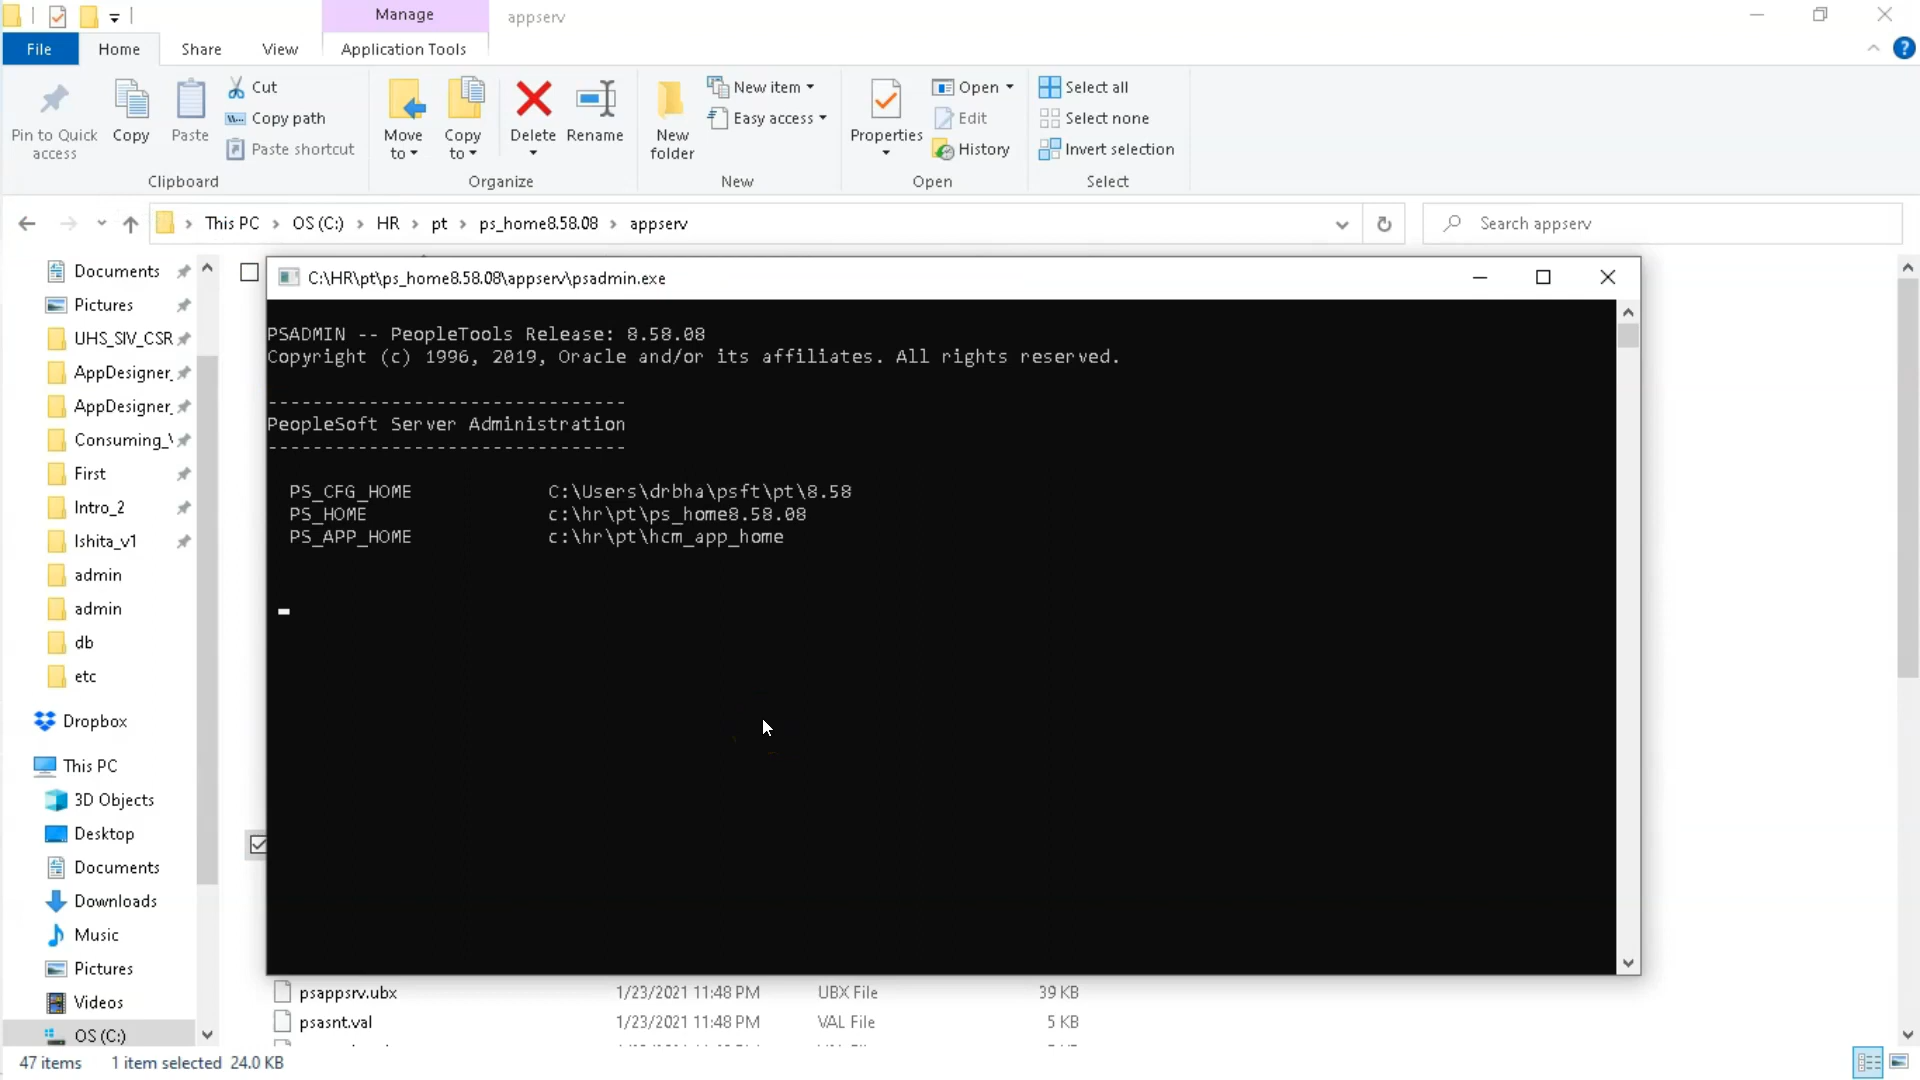 Manage
appserv
File
Home
Share
View
Application Tools
Pin to Quick access
Copy
Paste
Cut
Copy path
Paste shortcut
Clipboard
Move to
Copy to
Delete
Rename
Organize
New folder
New item
Easy access
New
Properties
Open
Edit
History
Open
Select all
Select none
Invert selection
Select
This PC > OS (C:) > HR > pt > ps_home8.58.08 > appserv
Search appserv
Documents
Pictures
UHS_SIV_CSR
AppDesigner_
AppDesigner_
Consuming_
First
Intro_2
Ishita_v1
admin
admin
db
etc
Dropbox
This PC
3D Objects
Desktop
Documents
Downloads
Music
Pictures
Videos
OS (C:)
C:\HR\pt\ps_home8.58.08\appserv\psadmin.exe
PSADMIN -- PeopleTools Release: 8.58.08
Copyright (c) 1996, 2019, Oracle and/or its affiliates. All rights reserved.
--------------------------------
PeopleSoft Server Administration
--------------------------------
PS_CFG_HOME C:\Users\drbha\psft\pt\8.58
PS_HOME c:\hr\pt\ps_home8.58.08
PS_APP_HOME c:\hr\pt\hcm_app_home
psappsrv.ubx 1/23/2021 11:48 PM UBX File 39 KB
psasnt.val 1/23/2021 11:48 PM VAL File 5 KB
47 items 1 item selected 24.0 KB